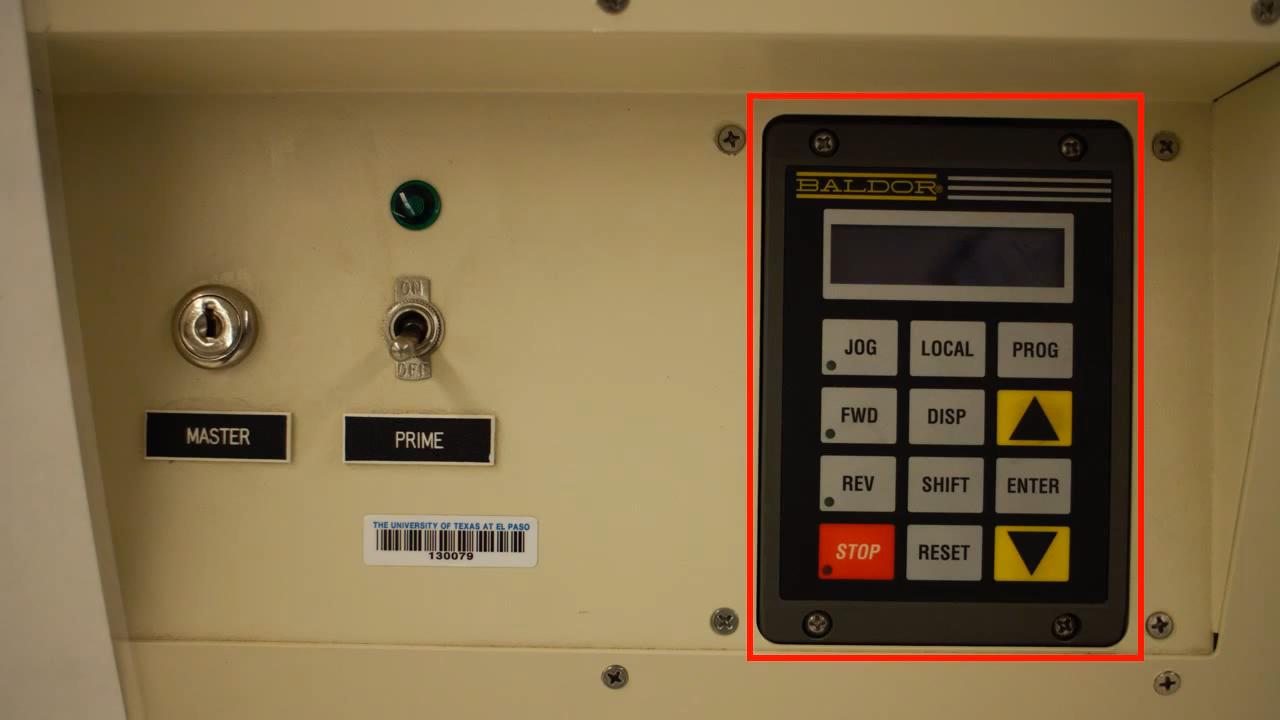 BALDOR®
ON
OFF
MASTER
PRIME
THE UNIVERSITY OF TEXAS AT EL PASO
130079
JOG LOCAL PROG
FWD DISP
REV SHIFT ENTER
STOP RESET